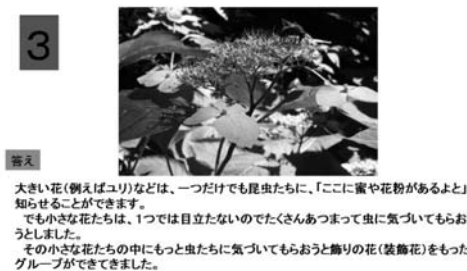 3
答え
大きい花(例えばユリ)などは、一つだけでも昆虫たちに、「ここに蜜や花粉があるよと」
知らせることができます。
でも小さな花たちは、1つでは目立たないのでたくさんあつまって虫に気づいてもらお
うとしました。
その小さな花たちの中にもっと虫たちに気づいてもらおうと飾りの花(装飾花)をもった
グループができてきました。